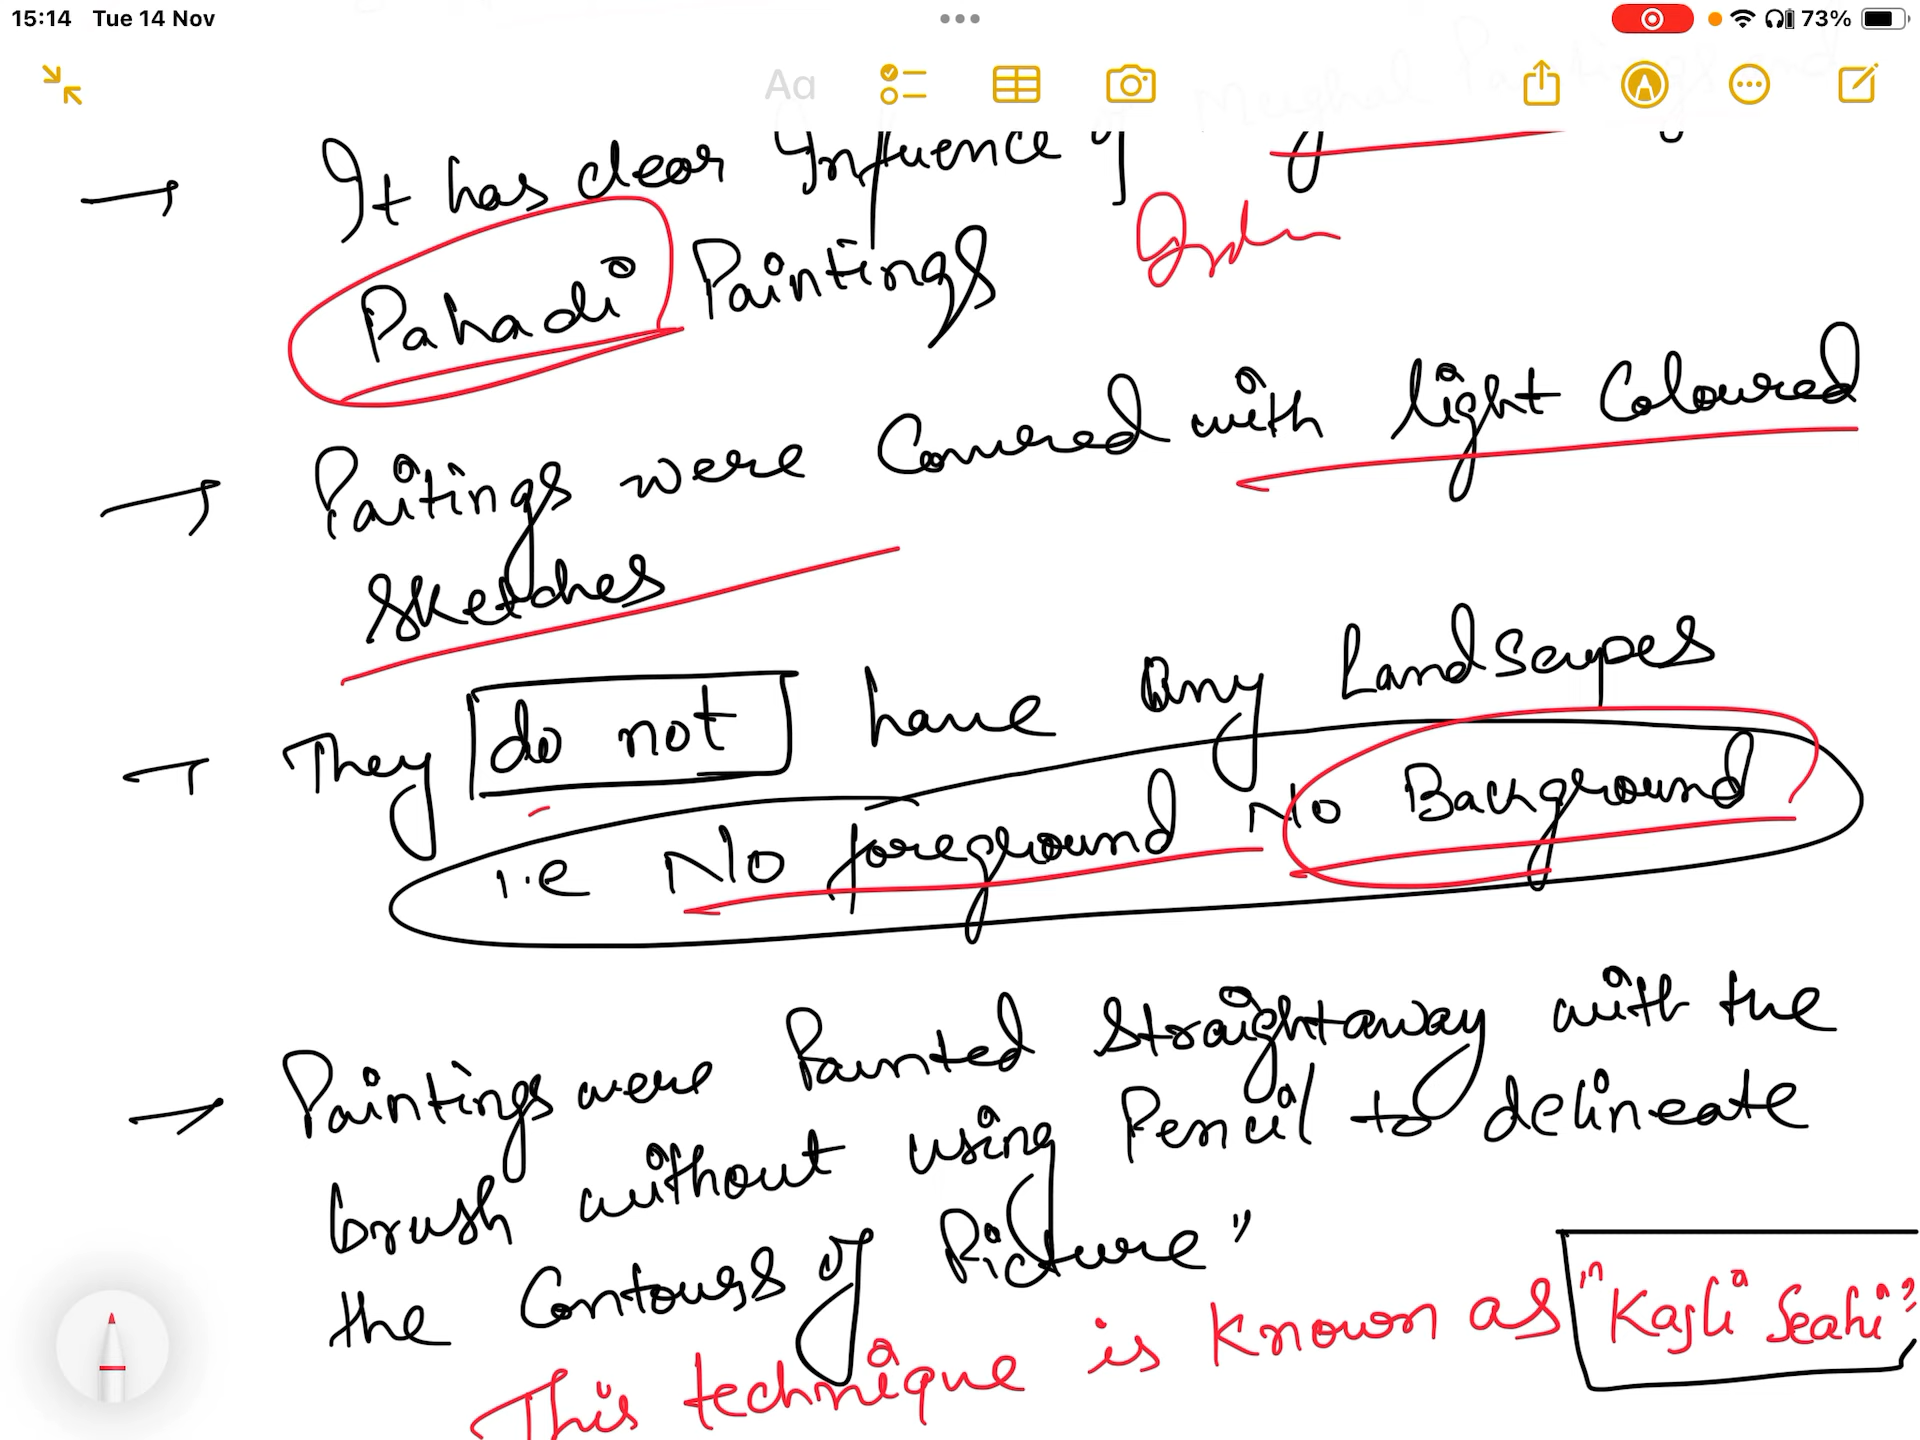 15:14 Tue 14 Nov
73%
Aa
→ It has clear Influence of
Pahadi Paintings
→ Paitings were Covered with light Coloured
Sketches
→ They do not have any Landscapes
i.e No foreground No Background
→ Paintings were Painted straightaway with the
brush without using Pencil to delineate
the Contours of Picture"
This technique is known as "Kajli Seahi"